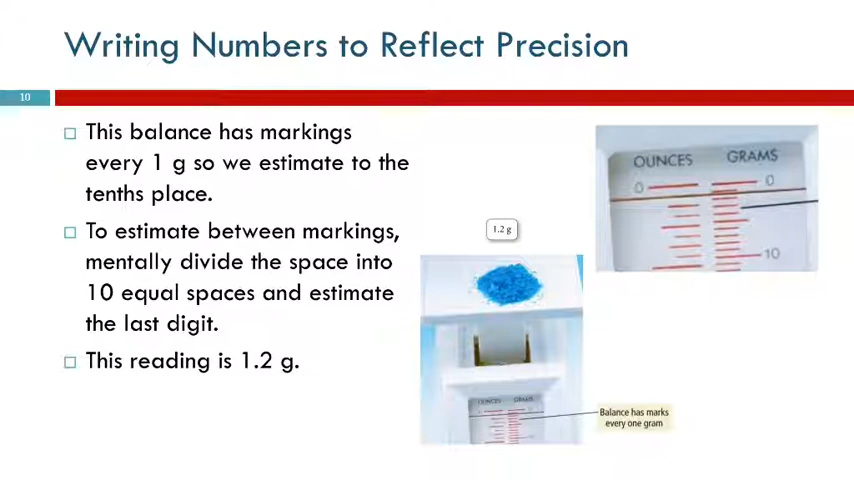 Writing Numbers to Reflect Precision
10
This balance has markings
every 1 g so we estimate to the
tenths place.
To estimate between markings,
mentally divide the space into
10 equal spaces and estimate
the last digit.
This reading is 1.2 g.
OUNCES GRAMS
0 0
10
1.2 g
OUNCES GRAMS
Balance has marks
every one gram